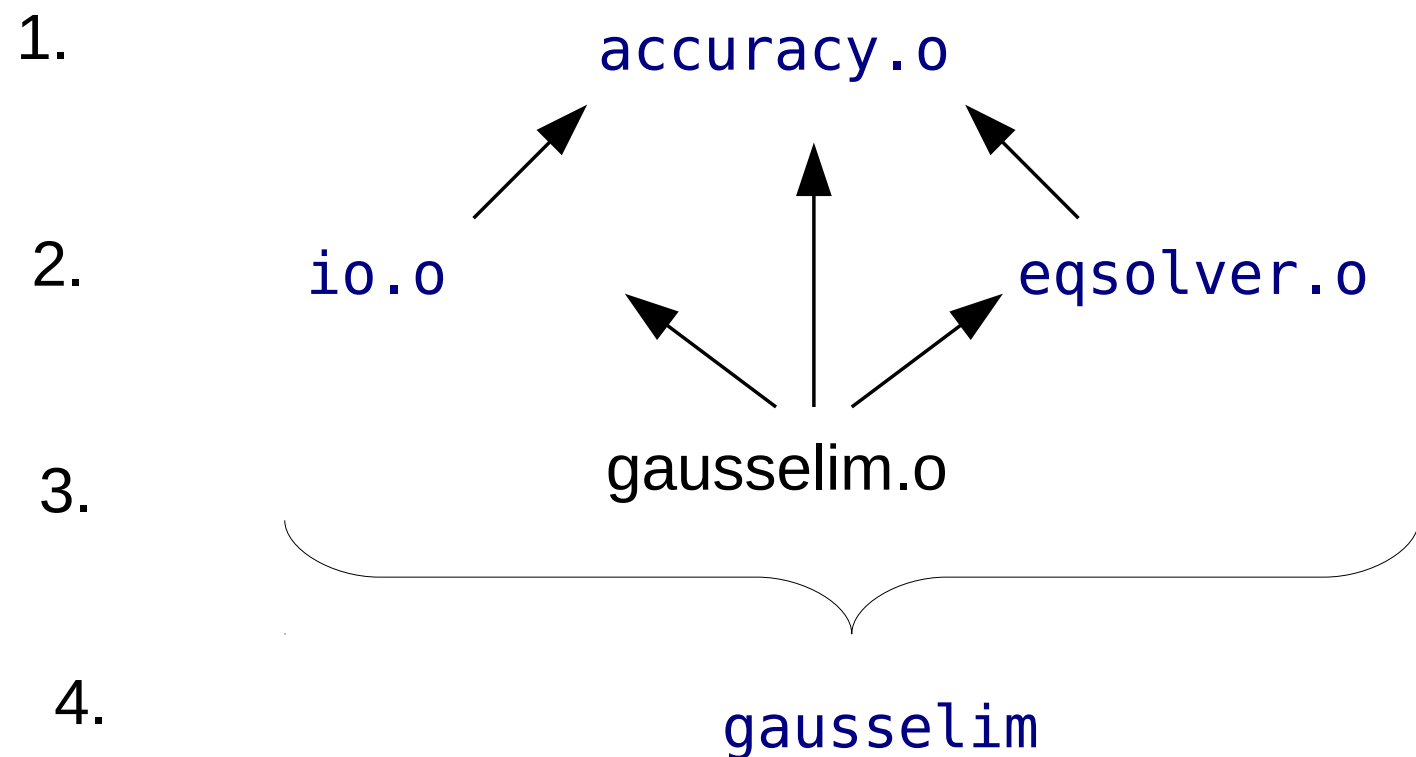 1.
accuracy.o
2.
io.o
eqsolver.o
3.
gausselim.o
4.
gausselim